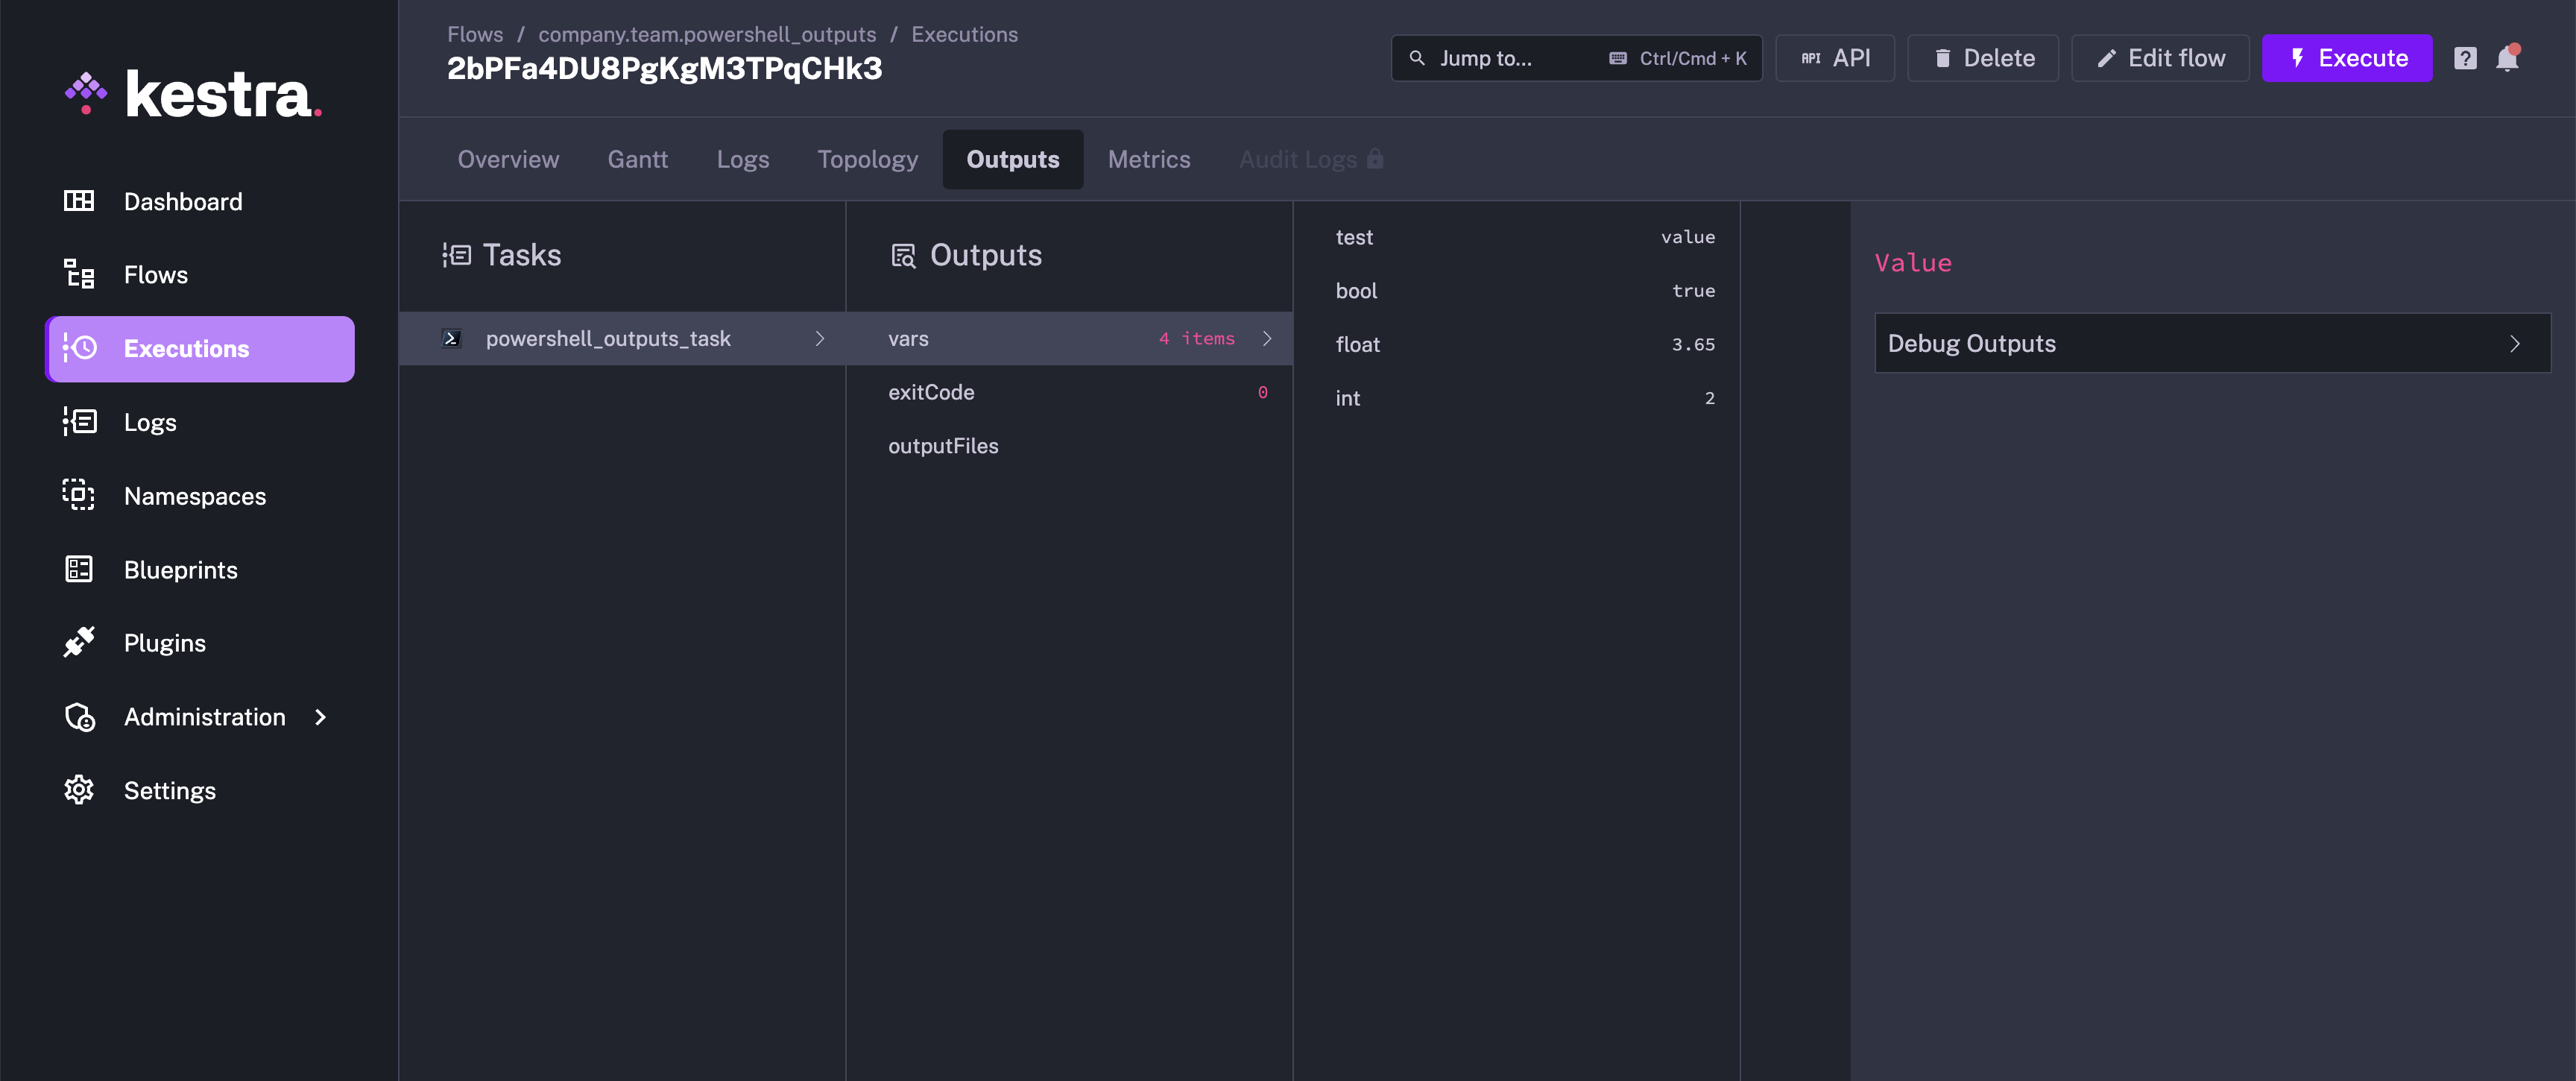 kestra.
Dashboard
Flows
Executions
Logs
Namespaces
Blueprints
Plugins
Administration
Settings
Flows / company.team.powershell_outputs / Executions
2bPFa4DU8PgKgM3TPqCHk3
Jump to... Ctrl/Cmd + K
API API
Delete
Edit flow
Execute
?
Overview Gantt Logs Topology Outputs Metrics Audit Logs
Tasks
powershell_outputs_task
Outputs
vars 4 items
exitCode 0
outputFiles
test value
bool true
float 3.65
int 2
Value
Debug Outputs